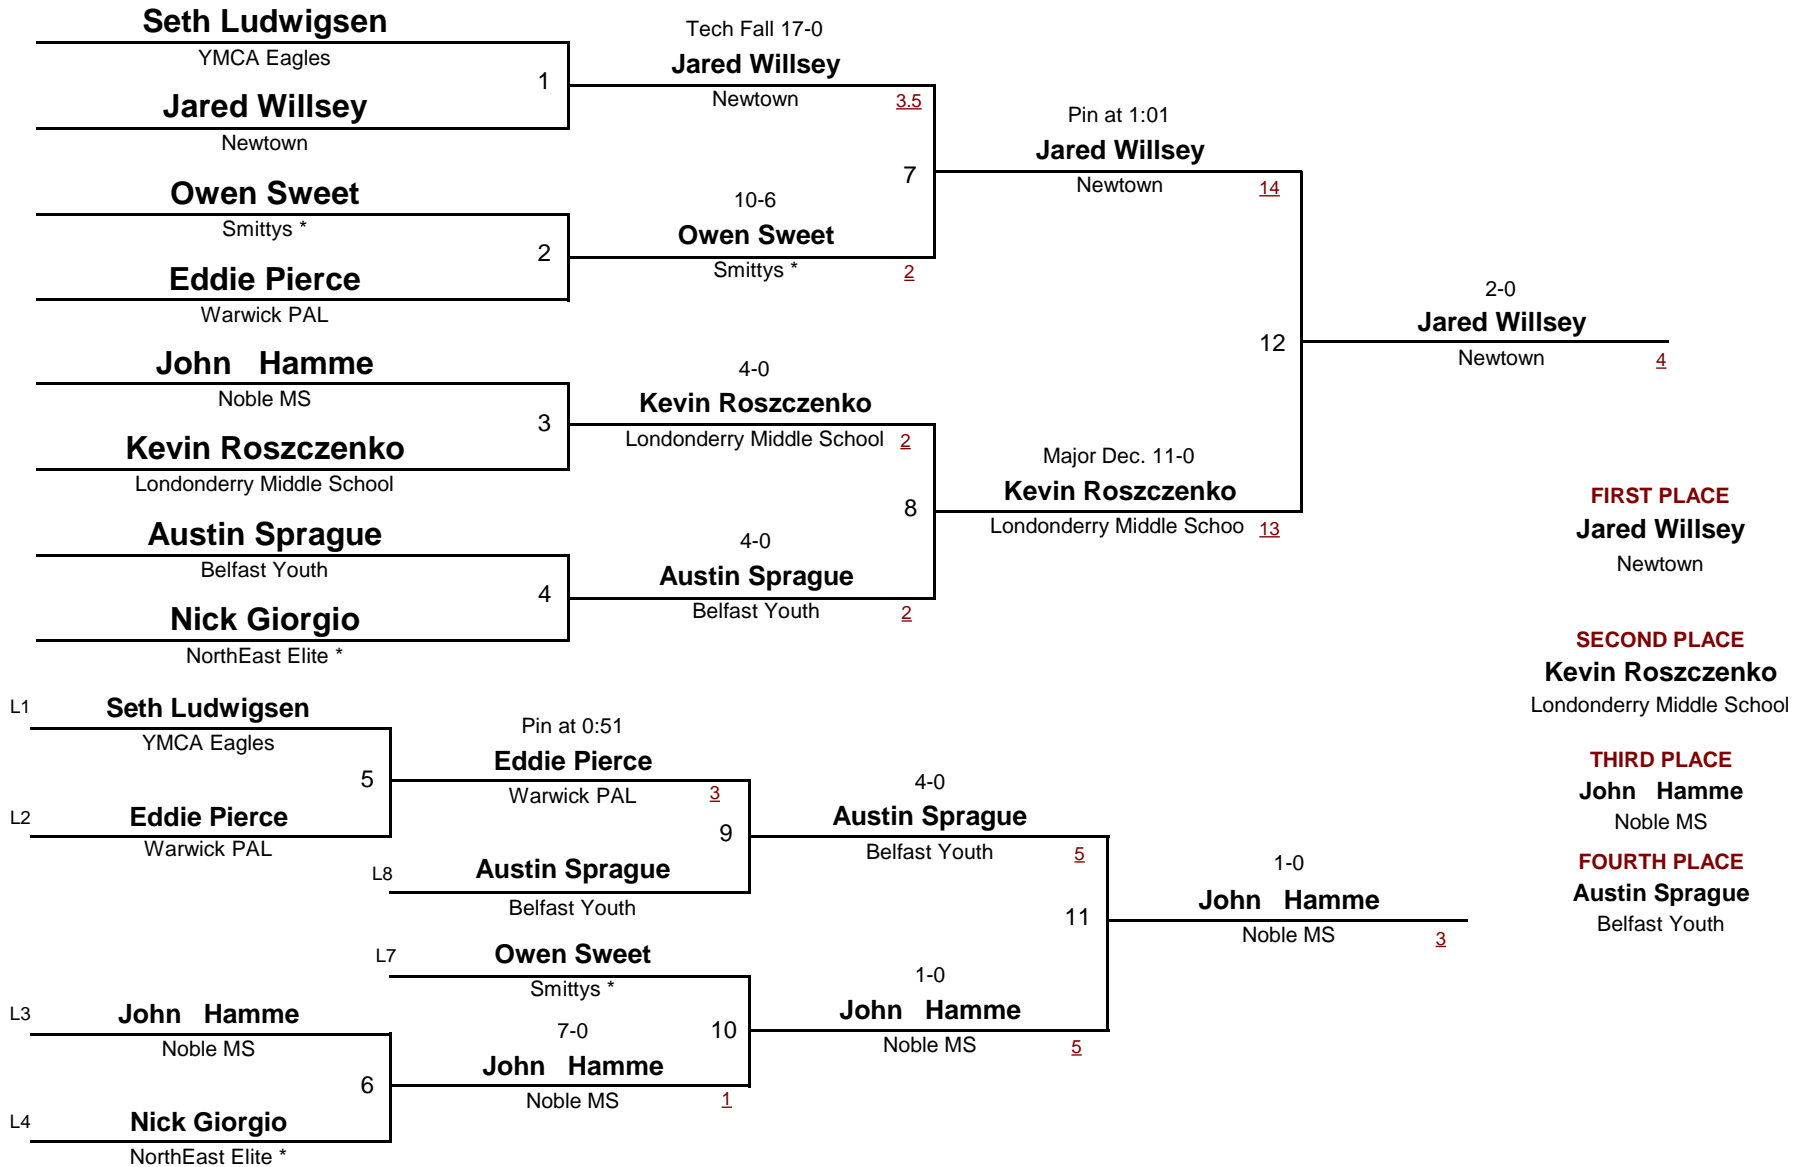 Seth Ludwigsen
YMCA Eagles
1
Jared Willsey
Newtown
Tech Fall 17-0
Jared Willsey
Newtown 3.5
Owen Sweet
Smittys *
2
Eddie Pierce
Warwick PAL
10-6
Owen Sweet
Smittys * 2
7
Pin at 1:01
Jared Willsey
Newtown 14
John Hamme
Noble MS
3
Kevin Roszczenko
Londonderry Middle School
4-0
Kevin Roszczenko
Londonderry Middle School 2
Austin Sprague
Belfast Youth
4
Nick Giorgio
NorthEast Elite *
4-0
Austin Sprague
Belfast Youth 2
8
Major Dec. 11-0
Kevin Roszczenko
Londonderry Middle Schoo 13
12
2-0
Jared Willsey
Newtown 4
FIRST PLACE
Jared Willsey
Newtown
SECOND PLACE
Kevin Roszczenko
Londonderry Middle School
THIRD PLACE
John Hamme
Noble MS
FOURTH PLACE
Austin Sprague
Belfast Youth
L1 Seth Ludwigsen
YMCA Eagles
5
L2 Eddie Pierce
Warwick PAL
Pin at 0:51
Eddie Pierce
Warwick PAL 3
9
L8 Austin Sprague
Belfast Youth
4-0
Austin Sprague
Belfast Youth 5
L7 Owen Sweet
Smittys *
10
L3 John Hamme
Noble MS
6
L4 Nick Giorgio
NorthEast Elite *
7-0
John Hamme
Noble MS 1
1-0
John Hamme
Noble MS 5
11
1-0
John Hamme
Noble MS 3